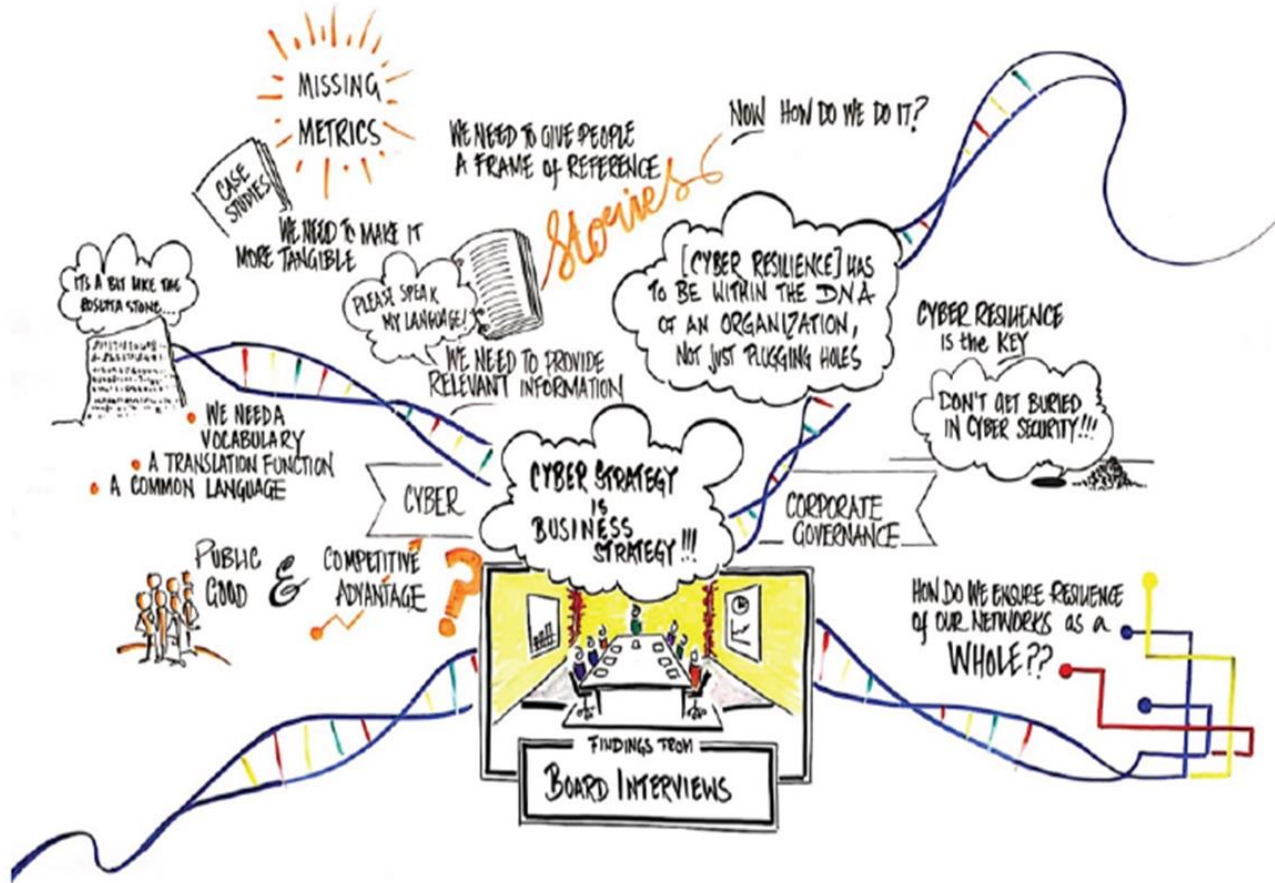 MISSING
METRICS
CASE
STUDIES
WE NEED TO MAKE IT
MORE TANGIBLE
WE NEED TO GIVE PEOPLE
A FRAME of REFERENCE
Stories
NOW HOW DO WE DO IT?
IT'S A BIT LIKE THE
ROSETTA STONE...
PLEASE SPEAK
MY LANGUAGE!
WE NEED TO PROVIDE
RELEVANT INFORMATION
[CYBER RESILIENCE] HAS
TO BE WITHIN THE DNA
OF AN ORGANIZATION,
NOT JUST PLUGGING HOLES
CYBER RESILIENCE
is the KEY
DON'T GET BURIED
IN CYBER SECURITY!!!
• WE NEED A
VOCABULARY
• A TRANSLATION FUNCTION
• A COMMON LANGUAGE
CYBER
CYBER STRATEGY
IS
BUSINESS
STRATEGY!!!
CORPORATE
GOVERNANCE
PUBLIC
GOOD
&
COMPETITIVE
ADVANTAGE
?
HOW DO WE ENSURE RESILIENCE
of OUR NETWORKS as a
WHOLE??
FINDINGS FROM
BOARD INTERVIEWS